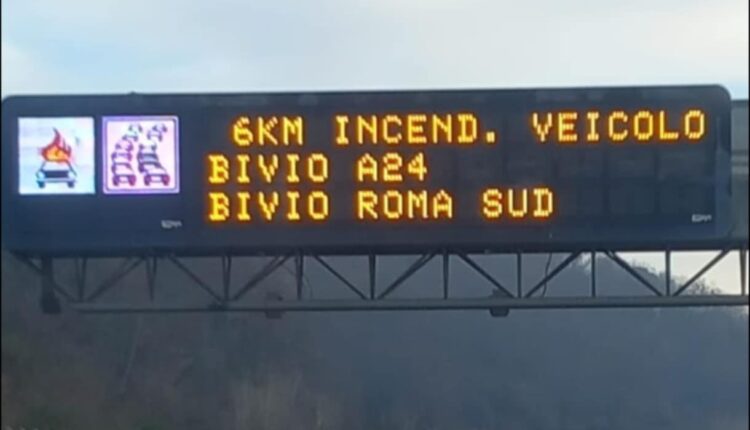 6KM INCEND. VEICOLO
BIVIO A24
BIVIO ROMA SUD